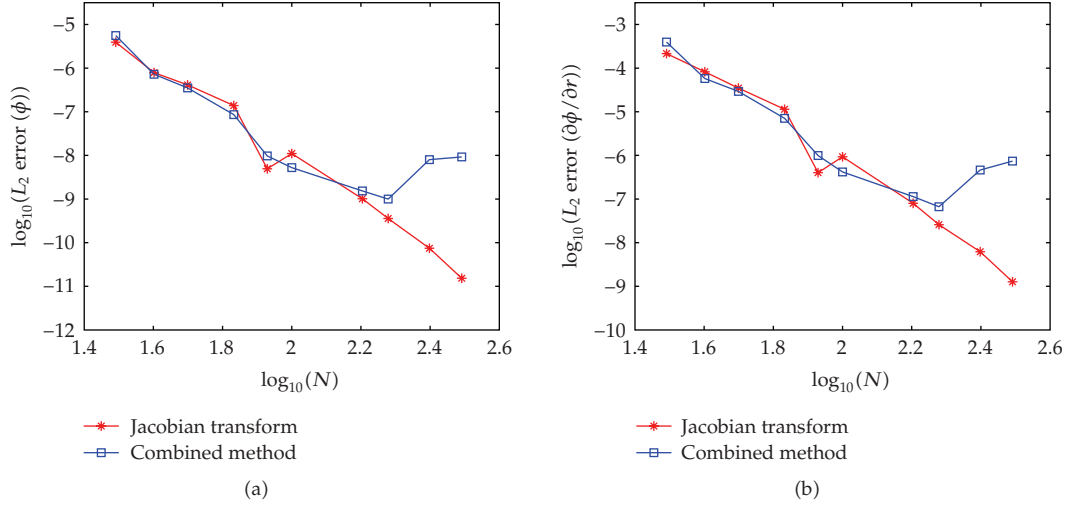 −5
−6
−7
−8
−9
−10
−11
−12
log10(L2 error (ϕ))
1.4 1.6 1.8 2 2.2 2.4 2.6
log10(N)
Jacobian transform
Combined method
(a)
−3
−4
−5
−6
−7
−8
−9
−10
log10(L2 error (∂ϕ/∂r))
1.4 1.6 1.8 2 2.2 2.4 2.6
log10(N)
Jacobian transform
Combined method
(b)